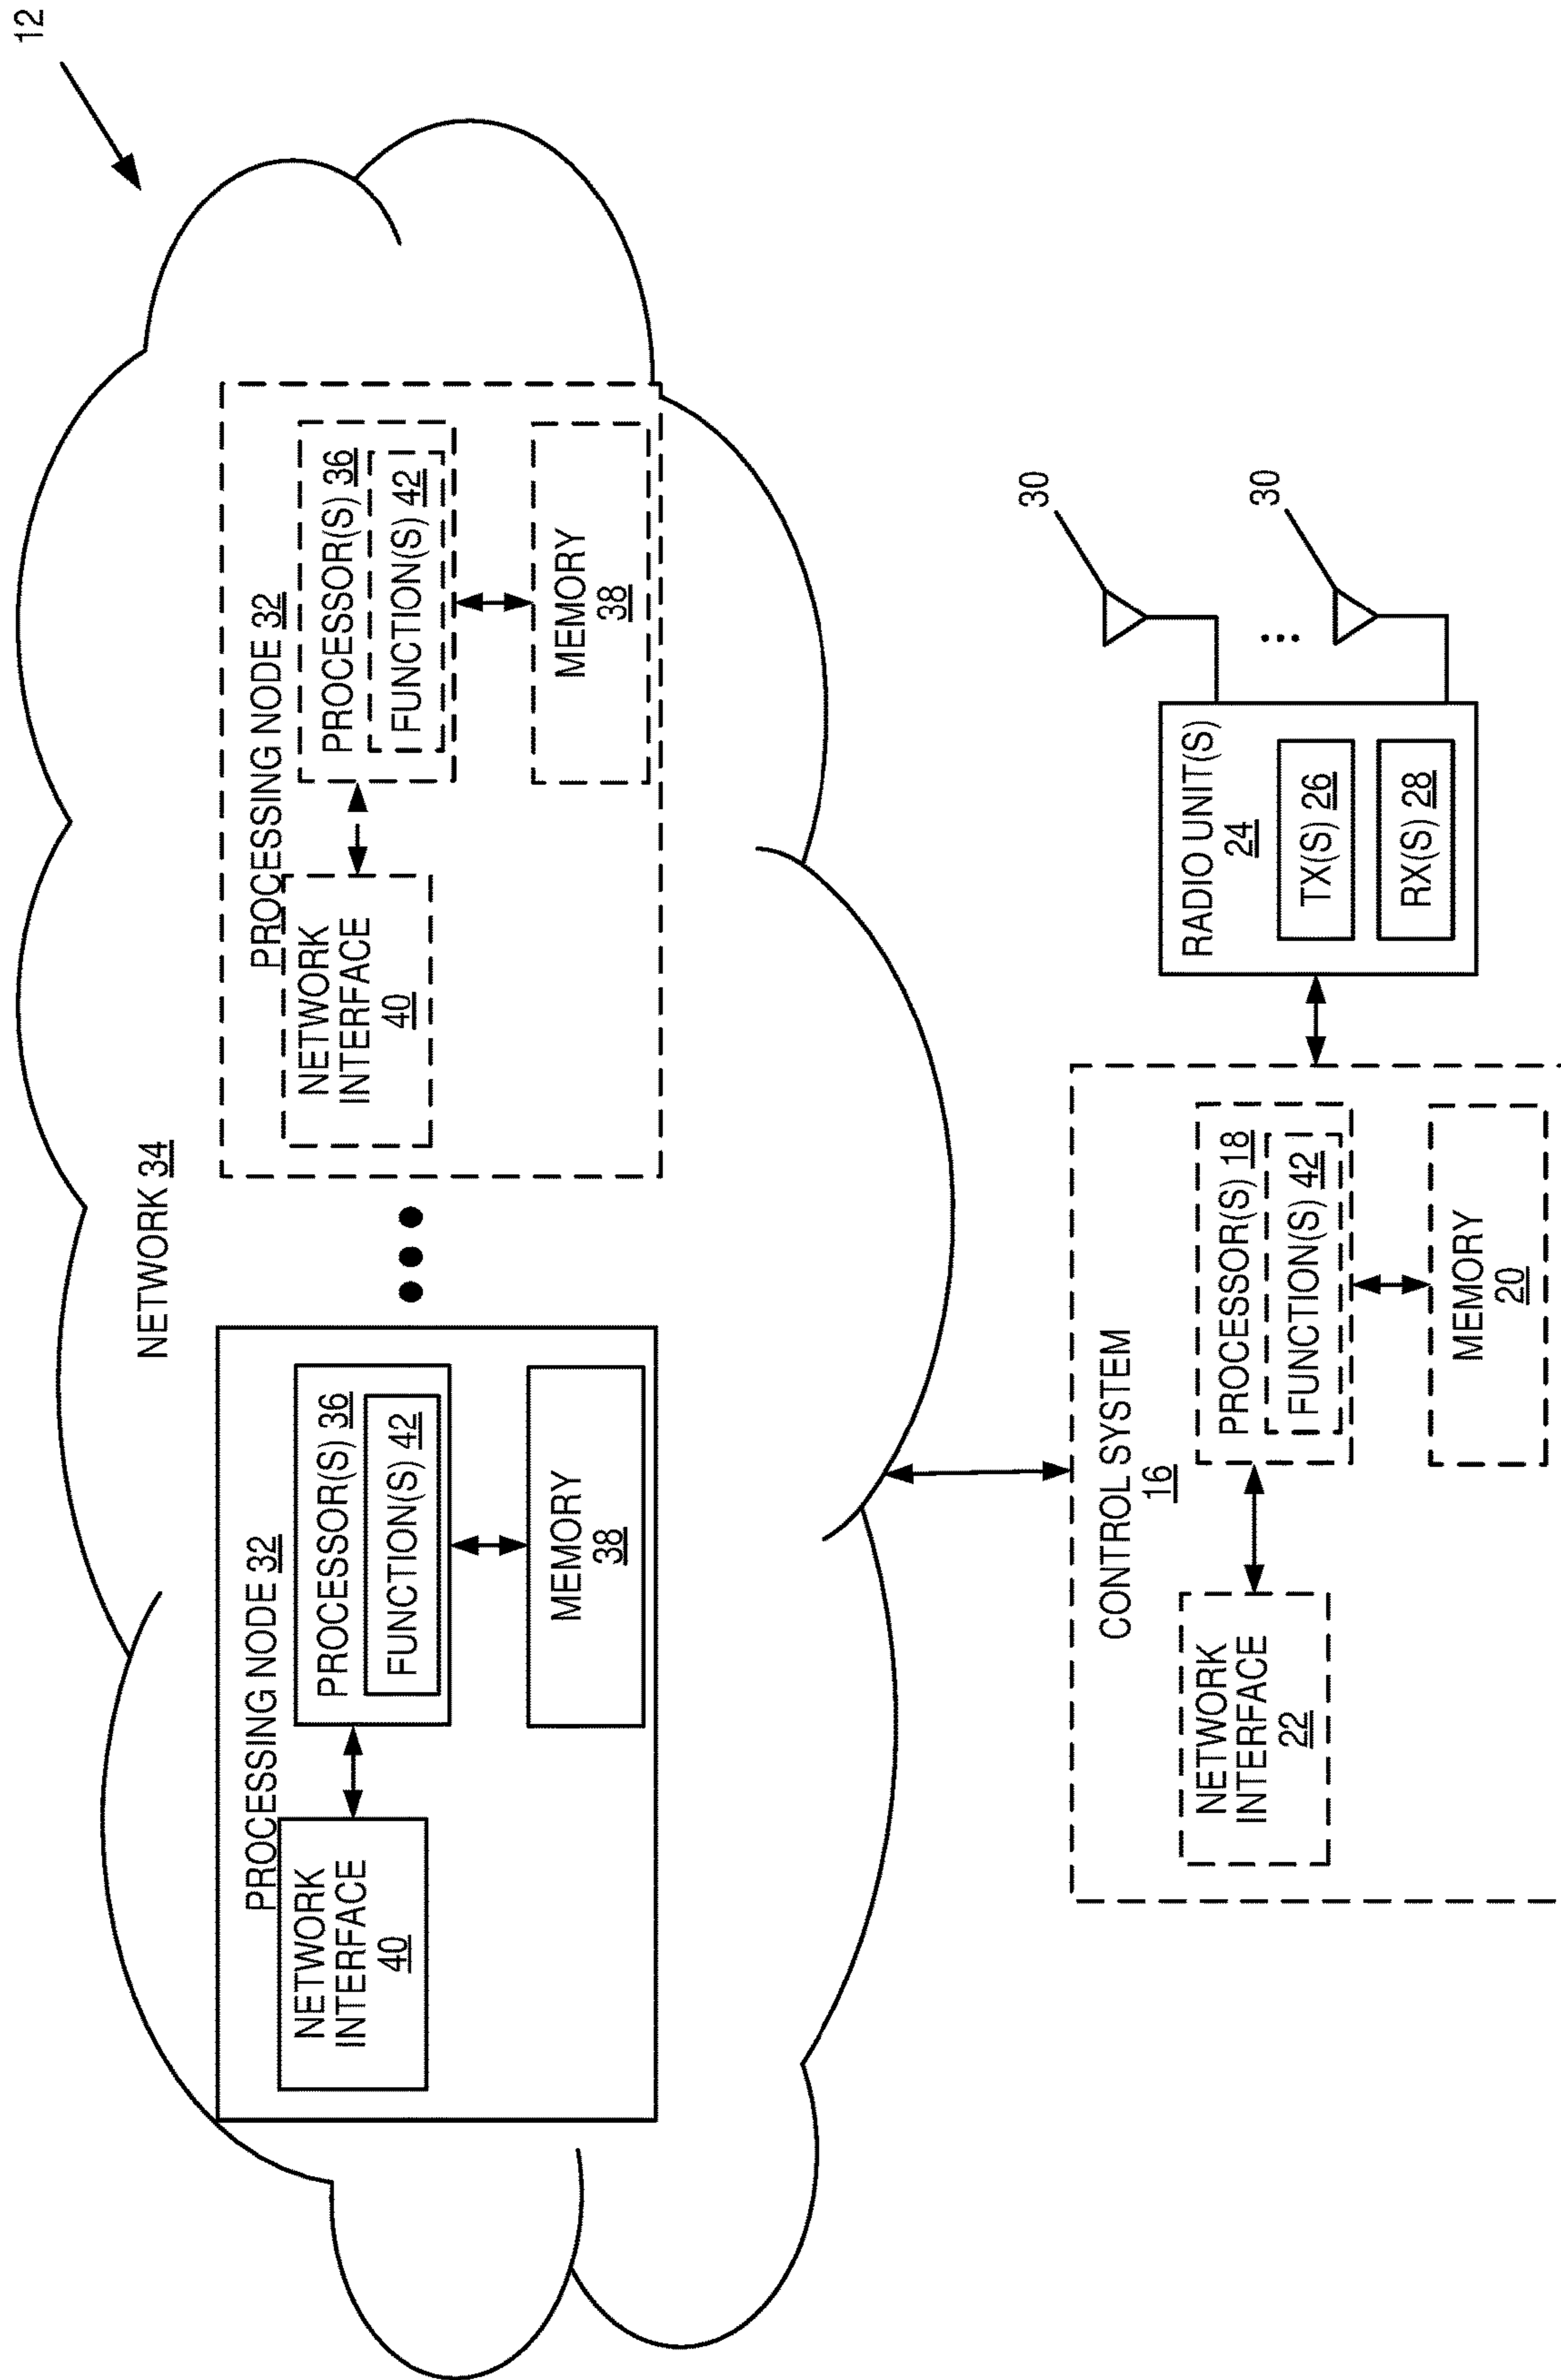 12
NETWORK 34
PROCESSING NODE 32
NETWORK
INTERFACE
40
PROCESSOR(S) 36
FUNCTION(S) 42
MEMORY
38
PROCESSING NODE 32
NETWORK
INTERFACE
40
PROCESSOR(S) 36
FUNCTION(S) 42
MEMORY
38
CONTROL SYSTEM
16
NETWORK
INTERFACE
22
PROCESSOR(S) 18
FUNCTION(S) 42
MEMORY
20
RADIO UNIT(S)
24
TX(S) 26
RX(S) 28
30
30